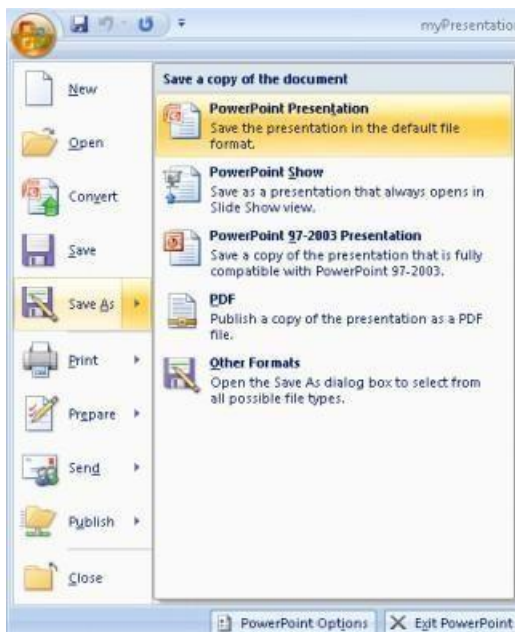 myPresentation
New
Open
Convert
Save
Save As
Print
Prepare
Send
Publish
Close
Save a copy of the document
PowerPoint Presentation
Save the presentation in the default file
format.
PowerPoint Show
Save as a presentation that always opens in
Slide Show view.
PowerPoint 97-2003 Presentation
Save a copy of the presentation that is fully
compatible with PowerPoint 97-2003.
PDF
Publish a copy of the presentation as a PDF
file.
Other Formats
Open the Save As dialog box to select from
all possible file types.
PowerPoint Options
Exit PowerPoint